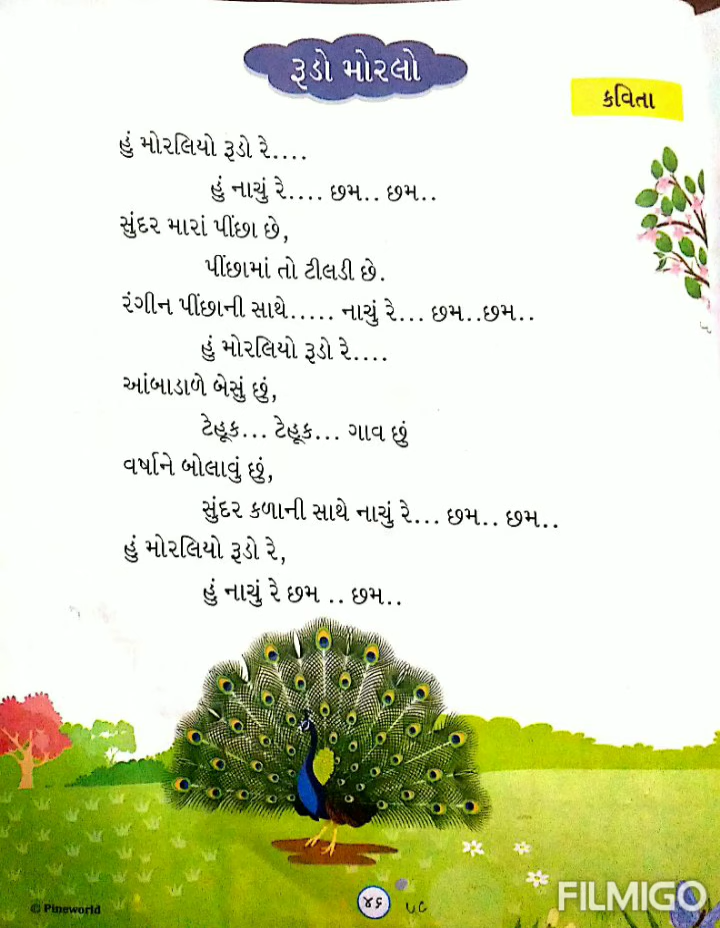 રૂડો મોરલો
કવિતા
હું મોરલિયો રૂડો રે....
હું નાચું રે.... છમ.. છમ..
સુંદર મારાં પીંછા છે,
પીંછામાં તો ટીલડી છે.
રંગીન પીંછાની સાથે..... નાચું રે... છમ..છમ..
હું મોરલિયો રૂડો રે....
આંબાડાળે બેસું છું,
ટેહૂક... ટેહૂક... ગાવ છું
વર્ષાને બોલાવું છું,
સુંદર કળાની સાથે નાચું રે... છમ.. છમ..
હું મોરલિયો રૂડો રે,
હું નાચું રે છમ .. છમ..
© Pineworld
૪૬
૫૯
FILMIGO